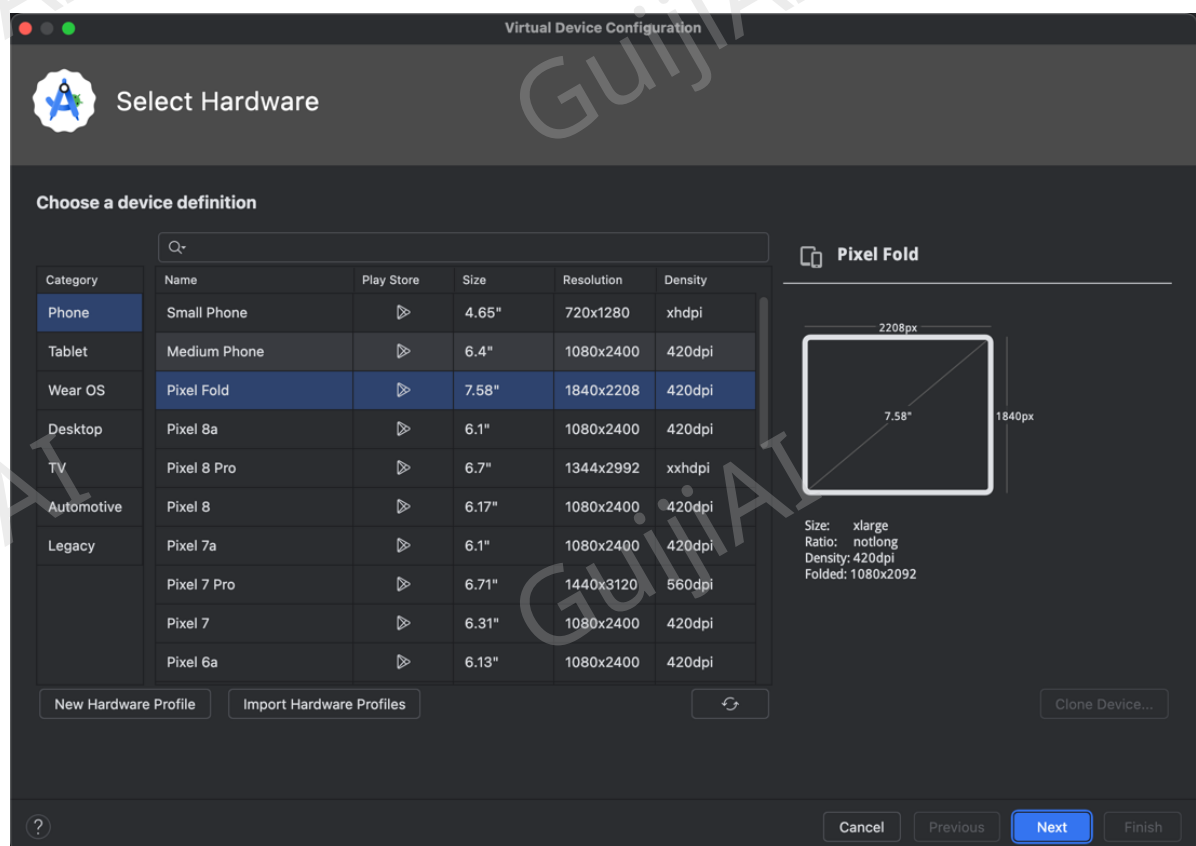 Virtual Device Configuration
Select Hardware
Choose a device definition
Category
Phone
Tablet
Wear OS
Desktop
TV
Automotive
Legacy
Name Play Store Size Resolution Density
Small Phone 4.65" 720x1280 xhdpi
Medium Phone 6.4" 1080x2400 420dpi
Pixel Fold 7.58" 1840x2208 420dpi
Pixel 8a 6.1" 1080x2400 420dpi
Pixel 8 Pro 6.7" 1344x2992 xxhdpi
Pixel 8 6.17" 1080x2400 420dpi
Pixel 7a 6.1" 1080x2400 420dpi
Pixel 7 Pro 6.71" 1440x3120 560dpi
Pixel 7 6.31" 1080x2400 420dpi
Pixel 6a 6.13" 1080x2400 420dpi
New Hardware Profile Import Hardware Profiles
Pixel Fold
2208px
7.58"
1840px
Size: xlarge
Ratio: notlong
Density: 420dpi
Folded: 1080x2092
Clone Device...
? Cancel Previous Next Finish
GuijiAI
GuijiAI